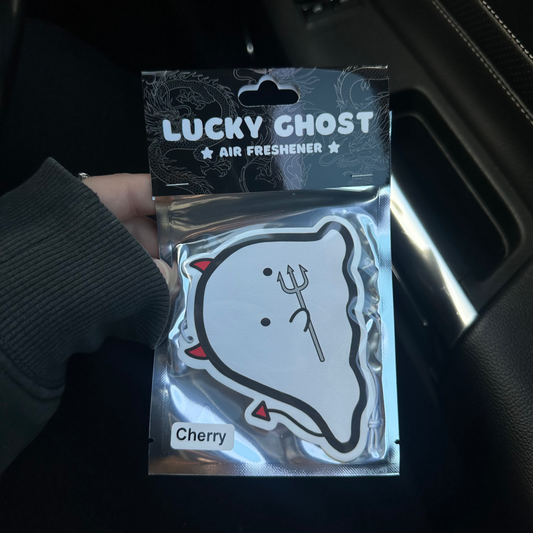 LUCKY GHOST
★ AIR FRESHENER ★
Cherry